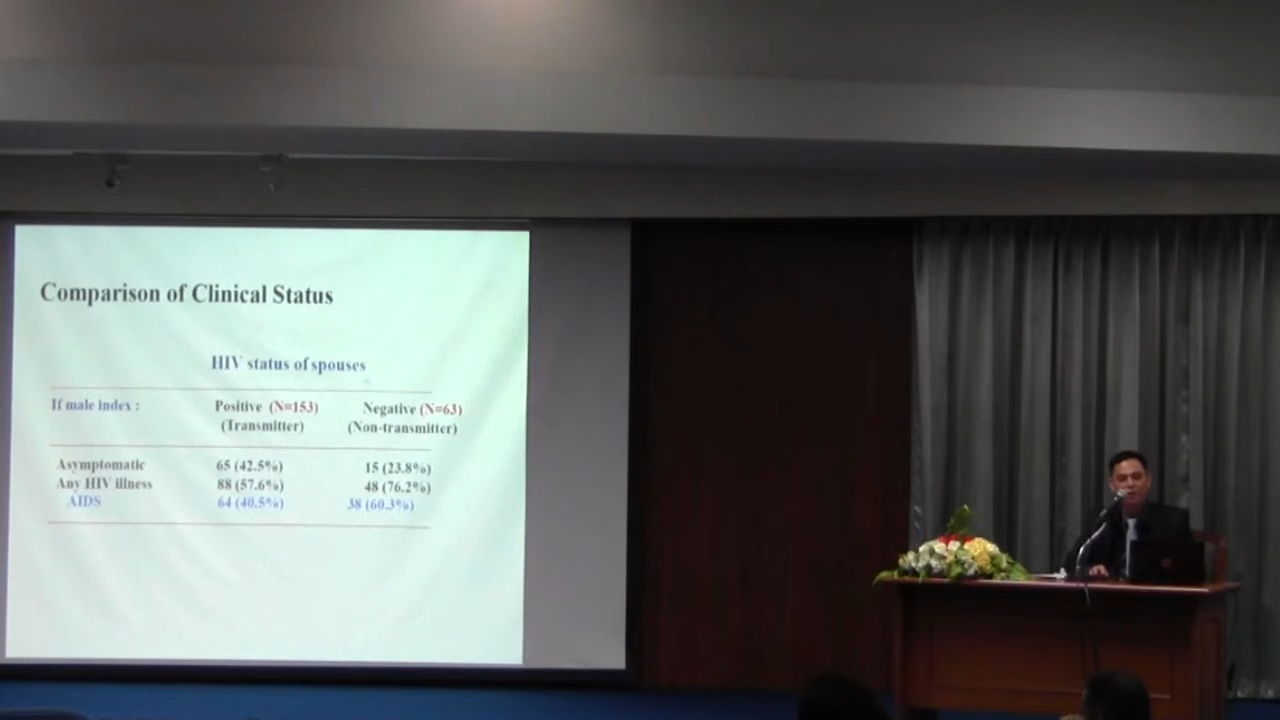 Comparison of Clinical Status
HIV status of spouses
If male index : Positive (N=153) Negative (N=63)
(Transmitter) (Non-transmitter)
Asymptomatic 65 (42.5%) 15 (23.8%)
Any HIV illness 88 (57.6%) 48 (76.2%)
AIDS 64 (40.5%) 38 (60.3%)